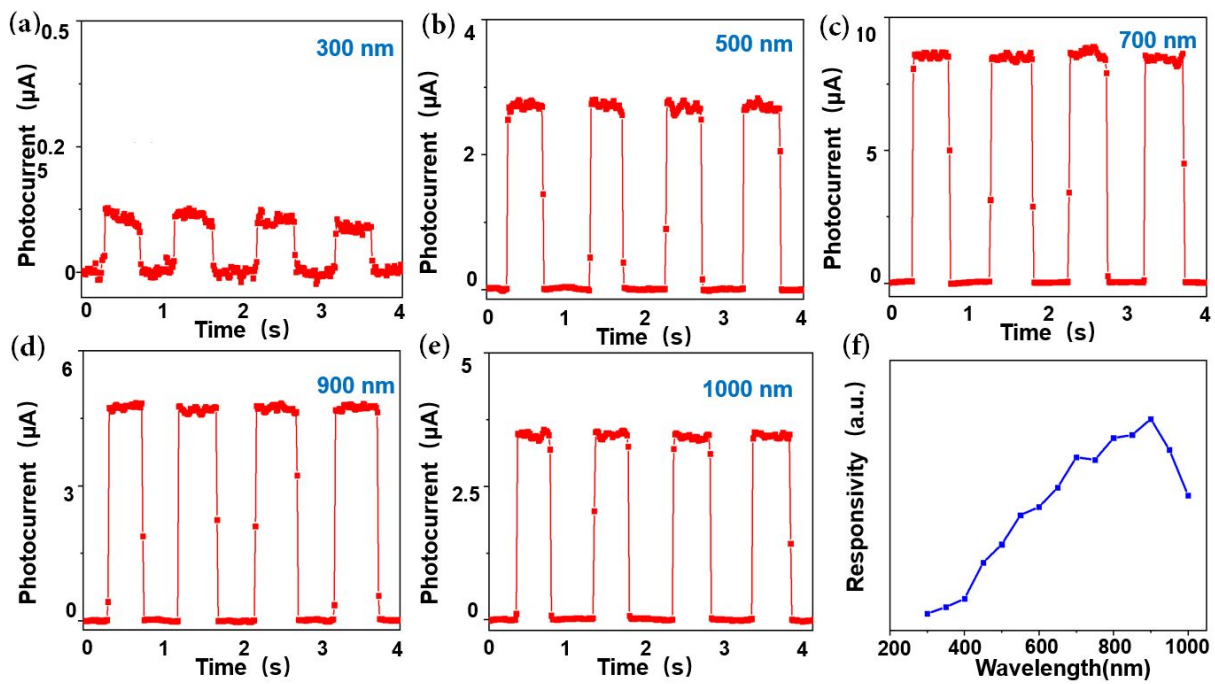 (a)
300 nm
Photocurrent (μA)
0.5
0.2
5
0
0 1 2 3 4
Time (s)
(b)
500 nm
Photocurrent (μA)
4
2
0
0 1 2 3 4
Time (s)
(c)
700 nm
Photocurrent (μA)
10
5
0
0 1 2 3 4
Time (s)
(d)
900 nm
Photocurrent (μA)
6
3
0
0 1 2 3 4
Time (s)
(e)
1000 nm
Photocurrent (μA)
5
2.5
0
0 1 2 3 4
Time (s)
(f)
Responsivity (a.u.)
200 400 600 800 1000
Wavelength(nm)